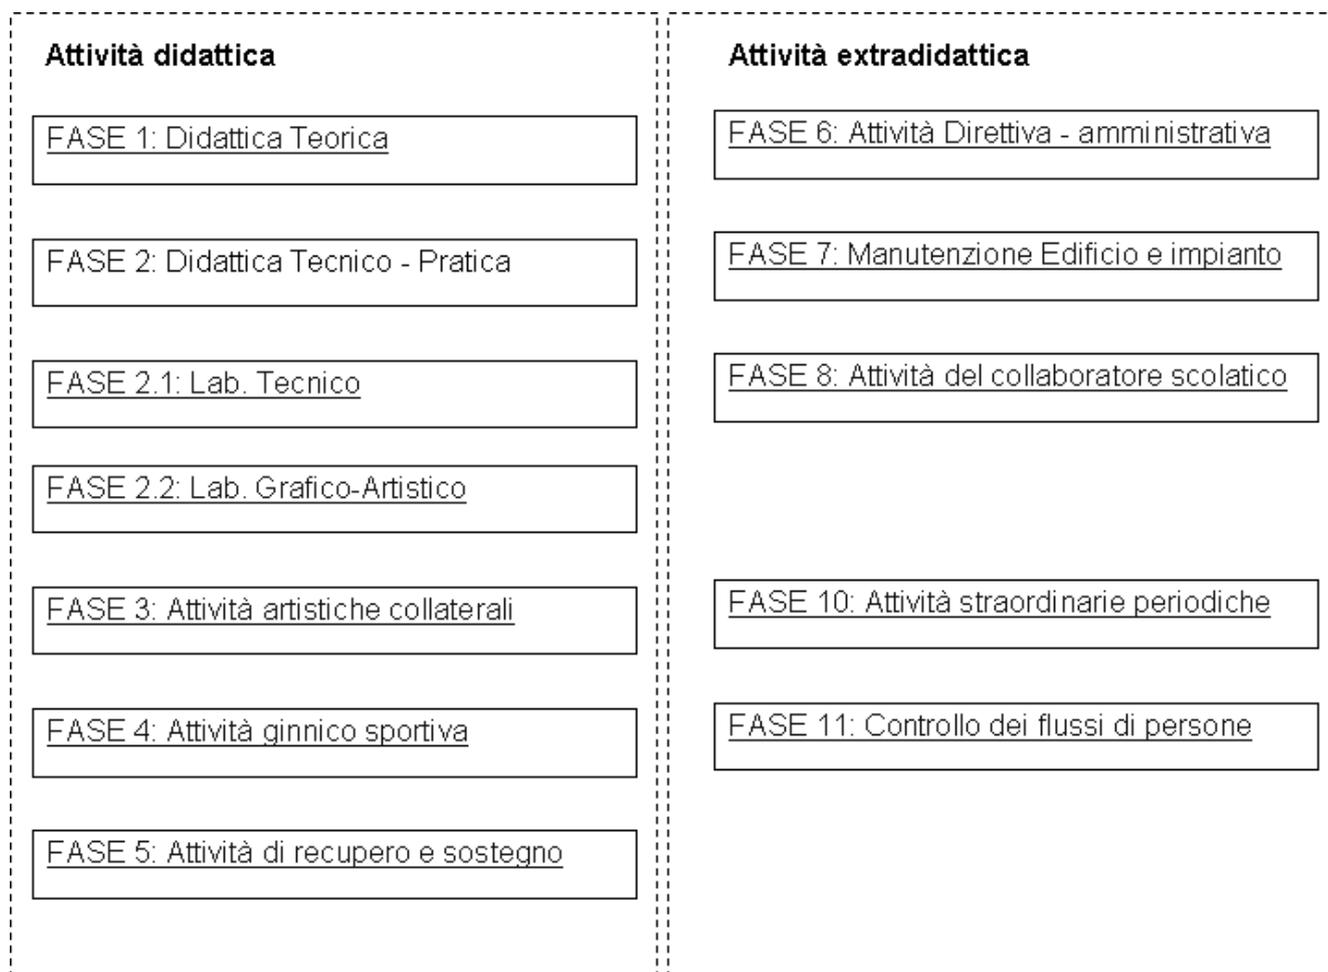 Attività didattica
FASE 1: Didattica Teorica
FASE 2: Didattica Tecnico - Pratica
FASE 2.1: Lab. Tecnico
FASE 2.2: Lab. Grafico-Artistico
FASE 3: Attività artistiche collaterali
FASE 4: Attività ginnico sportiva
FASE 5: Attività di recupero e sostegno
Attività extradidattica
FASE 6: Attività Direttiva - amministrativa
FASE 7: Manutenzione Edificio e impianto
FASE 8: Attività del collaboratore scolatico
FASE 10: Attività straordinarie periodiche
FASE 11: Controllo dei flussi di persone